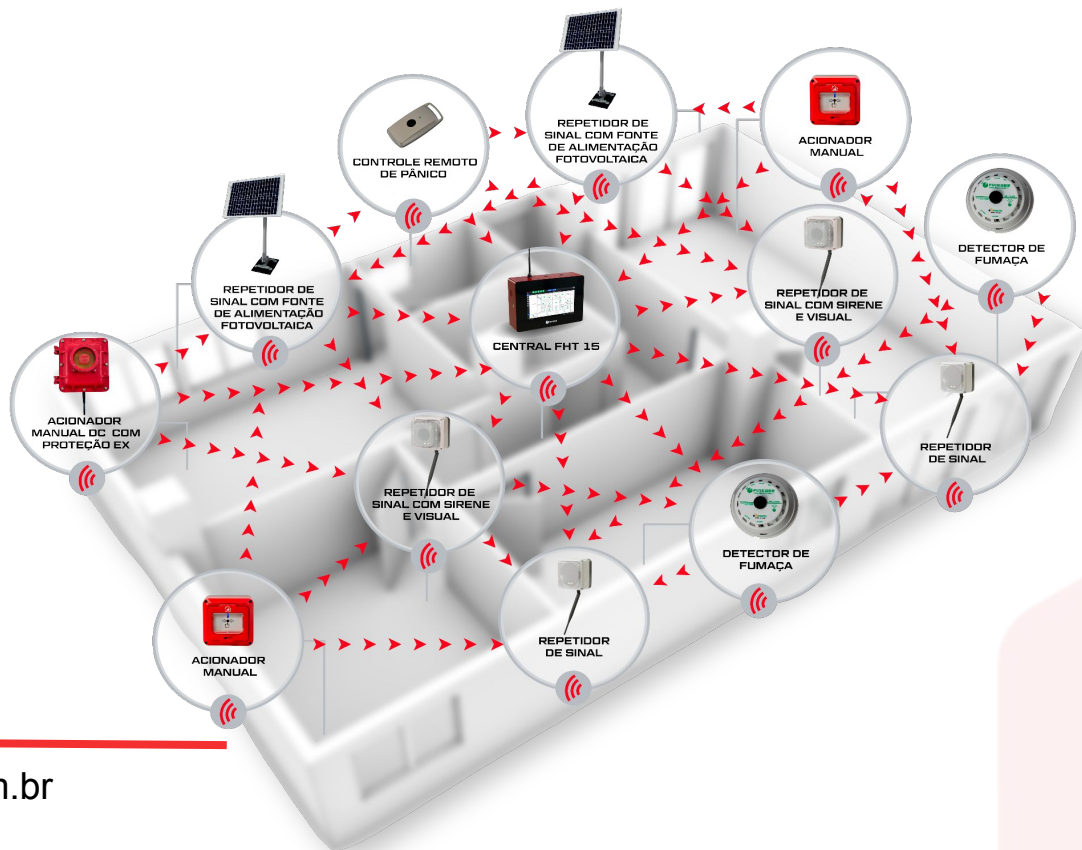 REPETIDOR DE
SINAL COM FONTE
DE ALIMENTAÇÃO
FOTOVOLTAICA
ACIONADOR
MANUAL
CONTROLE REMOTO
DE PÂNICO
DETECTOR DE
FUMAÇA
REPETIDOR DE
SINAL COM FONTE
DE ALIMENTAÇÃO
FOTOVOLTAICA
REPETIDOR DE
SINAL COM SIRENE
E VISUAL
CENTRAL FHT 15
ACIONADOR
MANUAL DC COM
PROTEÇÃO EX
REPETIDOR
DE SINAL
REPETIDOR DE
SINAL COM SIRENE
E VISUAL
DETECTOR DE
FUMAÇA
REPETIDOR
DE SINAL
ACIONADOR
MANUAL
m.br